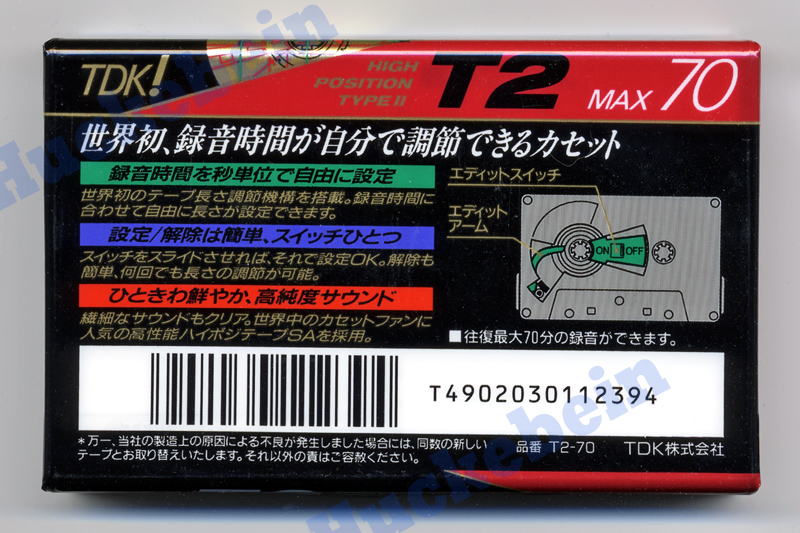 TDK!
HIGH
POSITION
TYPE II
T2
MAX 70
世界初、録音時間が自分で調節できるカセット
録音時間を秒単位で自由に設定
世界初のテープ長さ調節機構を搭載。録音時間に
合わせて自由に長さが設定できます。
設定/解除は簡単、スイッチひとつ
スイッチをスライドさせれば、それで設定OK。解除も
簡単、何回でも長さの調節が可能。
ひときわ鮮やか、高純度サウンド
繊細なサウンドもクリア。世界中のカセットファンに
人気の高性能ハイポジテープSAを採用。
エディットスイッチ
エディット
アーム
ON OFF
■往復最大70分の録音ができます。
T4902030112394
*万一、当社の製造上の原因による不良が発生しました場合には、同数の新しい
テープとお取り替えいたします。それ以外の責はご容赦ください。
品番 T2-70 TDK株式会社
Huckebein
Huckebein
Huckebein